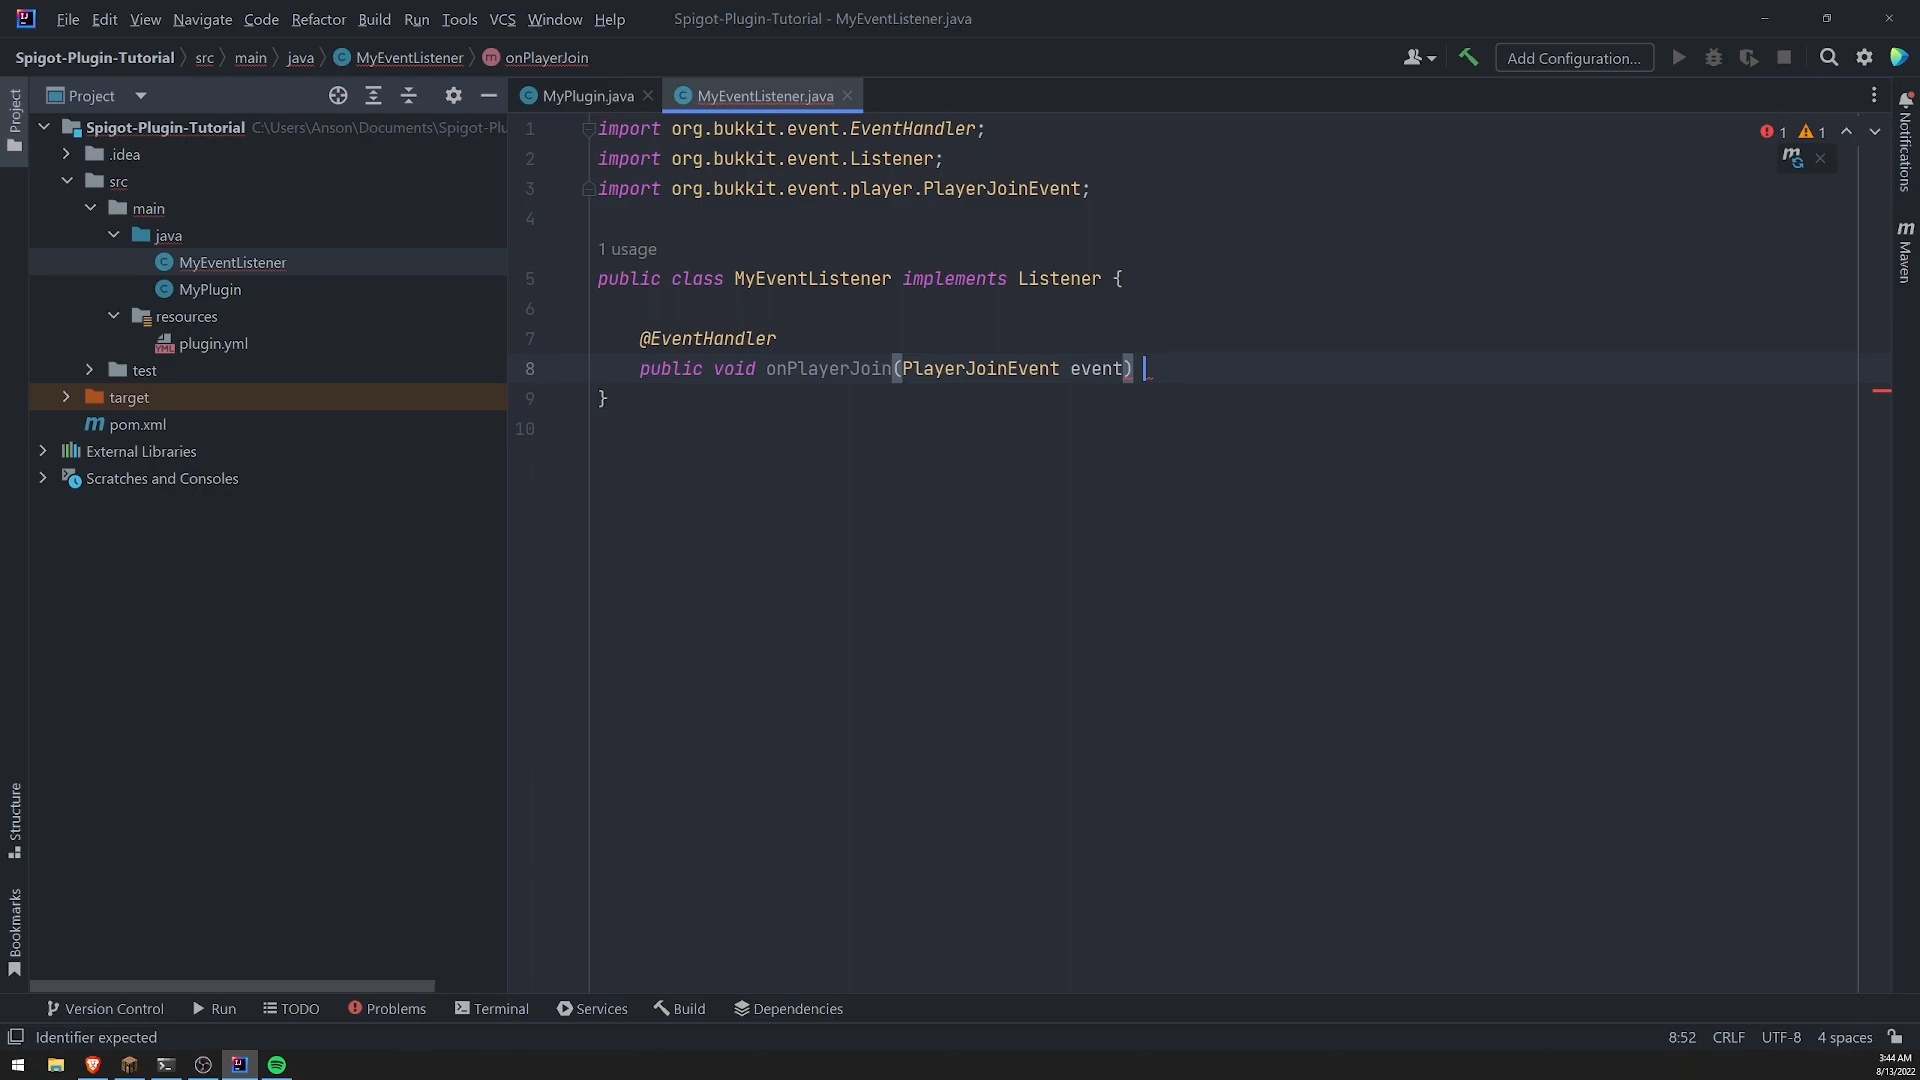 File Edit View Navigate Code Refactor Build Run Tools VCS Window Help Spigot-Plugin-Tutorial - MyEventListener.java
Spigot-Plugin-Tutorial src main java MyEventListener onPlayerJoin Add Configuration...
Project
Project
MyPlugin.java
MyEventListener.java
Spigot-Plugin-Tutorial C:\Users\Anson\Documents\Spigot-Plu
.idea
src
main
java
MyEventListener
MyPlugin
resources
plugin.yml
test
target
pom.xml
External Libraries
Scratches and Consoles
1 import org.bukkit.event.EventHandler;
2 import org.bukkit.event.Listener;
3 import org.bukkit.event.player.PlayerJoinEvent;
4
1 usage
5 public class MyEventListener implements Listener {
6
7 @EventHandler
8 public void onPlayerJoin(PlayerJoinEvent event)
9 }
10
1 1
Notifications
Maven
Structure
Bookmarks
Version Control Run TODO Problems Terminal Services Build Dependencies
Identifier expected 8:52 CRLF UTF-8 4 spaces
3:44 AM
8/13/2022